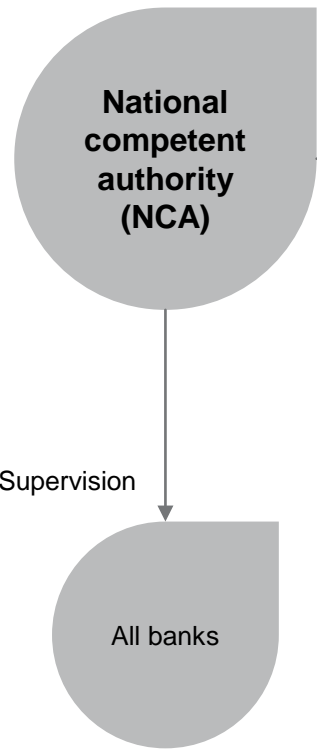 National
competent
authority
(NCA)
Supervision
All banks